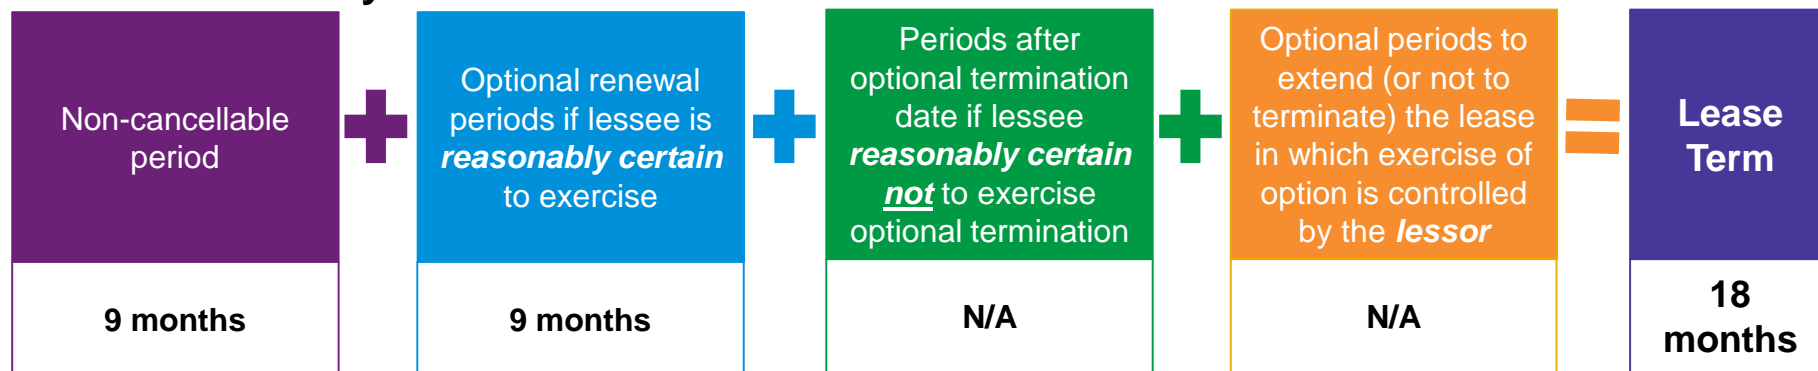 Non-cancellable
period
Optional renewal
periods if lessee is
reasonably certain
to exercise
Periods after
optional termination
date if lessee
reasonably certain
not to exercise
optional termination
Optional periods to
extend (or not to
terminate) the lease
in which exercise of
option is controlled
by the lessor
Lease
Term
9 months
9 months
N/A
N/A
18
months